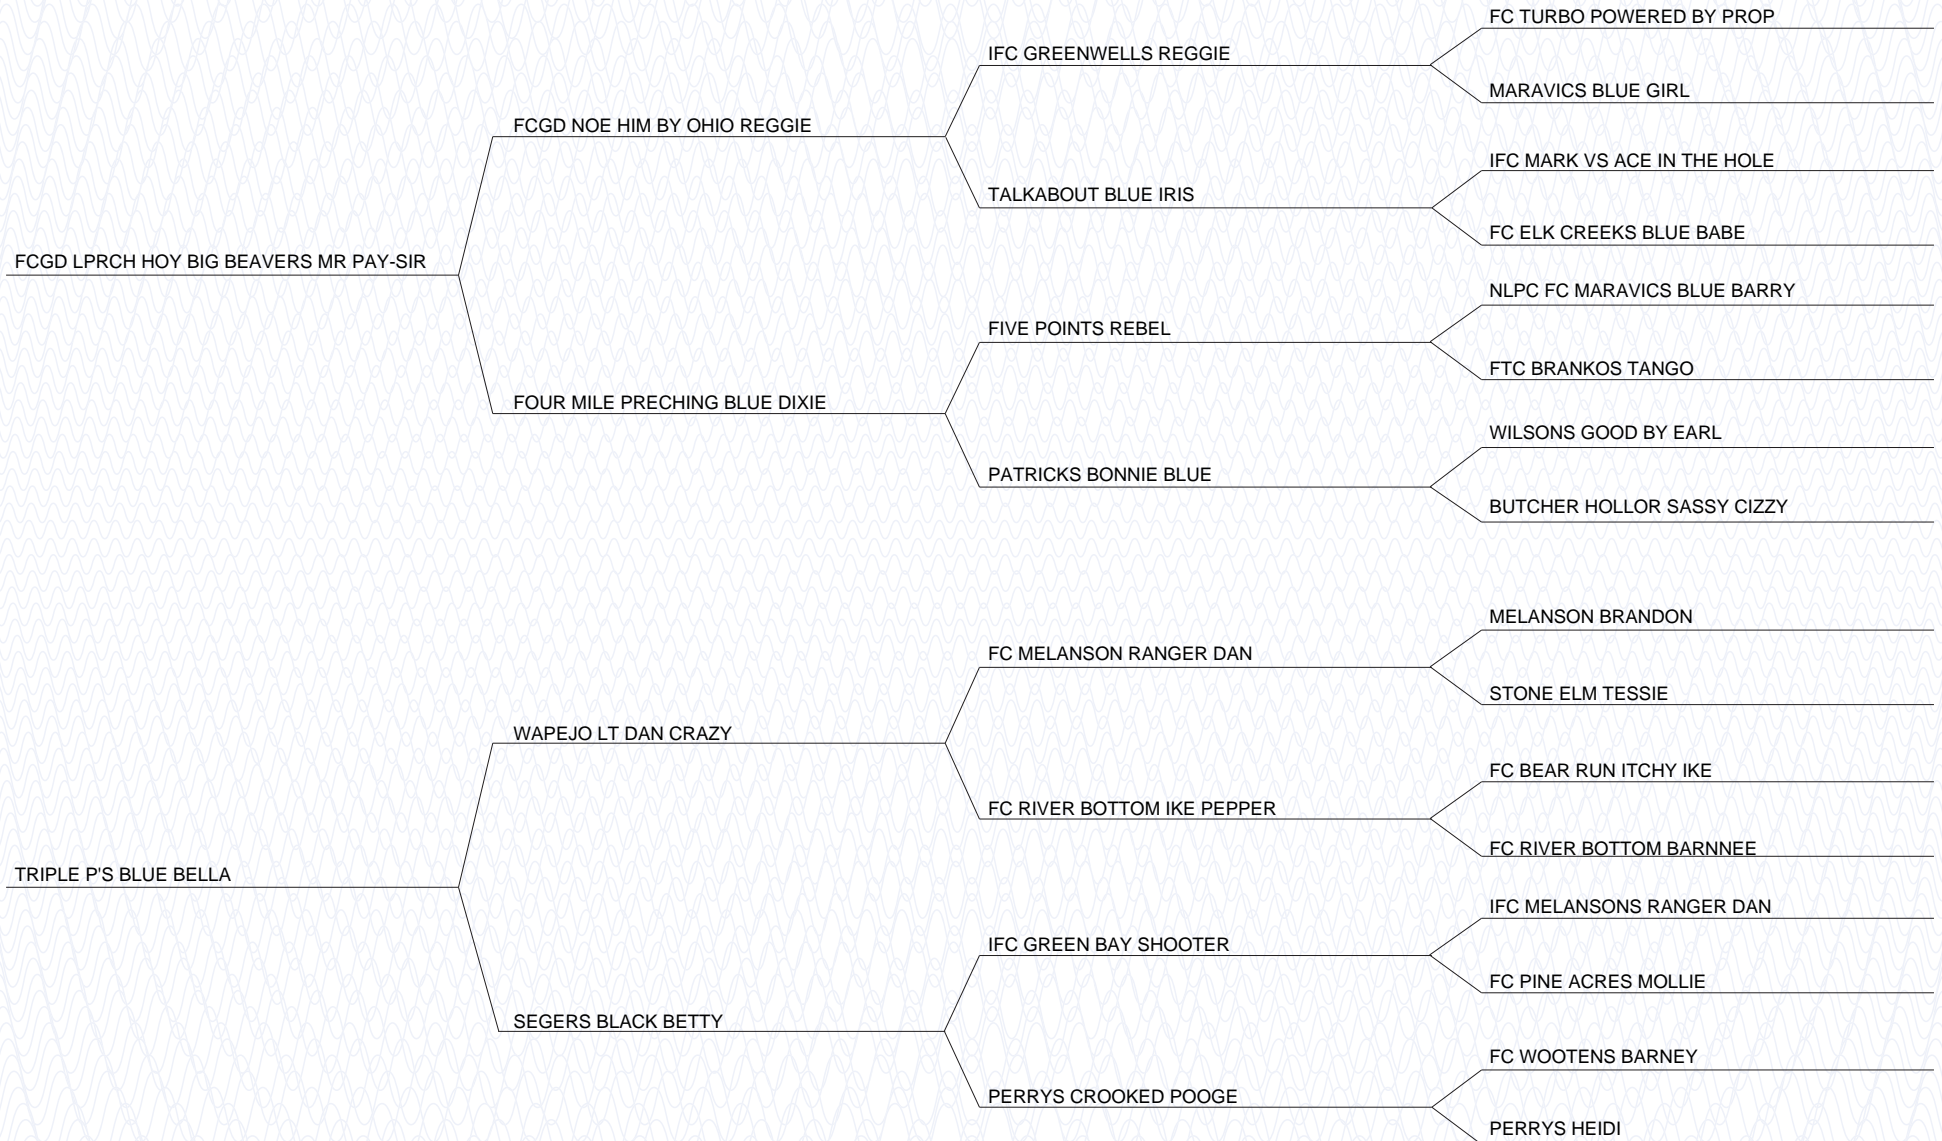 FC TURBO POWERED BY PROP
IFC GREENWELLS REGGIE
MARAVICS BLUE GIRL
FCGD NOE HIM BY OHIO REGGIE
IFC MARK VS ACE IN THE HOLE
TALKABOUT BLUE IRIS
FC ELK CREEKS BLUE BABE
FCGD LPRCH HOY BIG BEAVERS MR PAY-SIR
NLPC FC MARAVICS BLUE BARRY
FIVE POINTS REBEL
FTC BRANKOS TANGO
FOUR MILE PRECHING BLUE DIXIE
WILSONS GOOD BY EARL
PATRICKS BONNIE BLUE
BUTCHER HOLLOR SASSY CIZZY
MELANSON BRANDON
FC MELANSON RANGER DAN
STONE ELM TESSIE
WAPEJO LT DAN CRAZY
FC BEAR RUN ITCHY IKE
FC RIVER BOTTOM IKE PEPPER
FC RIVER BOTTOM BARNNEE
TRIPLE P'S BLUE BELLA
IFC MELANSONS RANGER DAN
IFC GREEN BAY SHOOTER
FC PINE ACRES MOLLIE
SEGERS BLACK BETTY
FC WOOTENS BARNEY
PERRYS CROOKED POOGE
PERRYS HEIDI